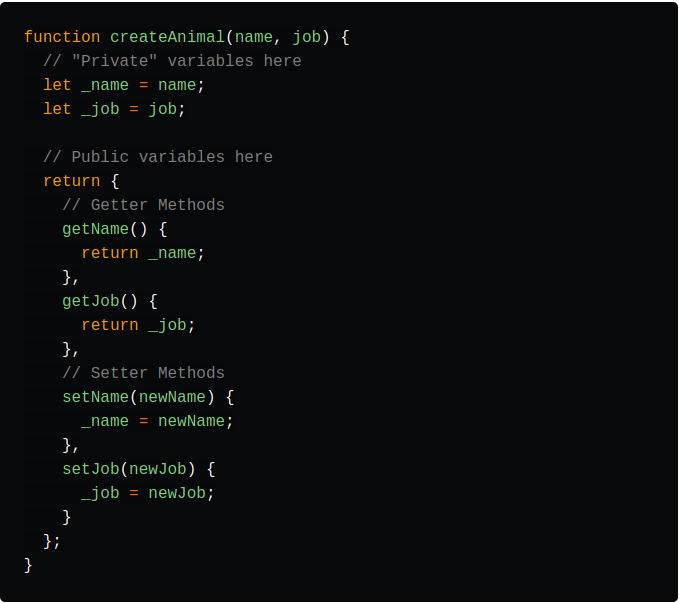 function createAnimal(name, job) {
  // "Private" variables here
  let _name = name;
  let _job = job;

  // Public variables here
  return {
    // Getter Methods
    getName() {
      return _name;
    },
    getJob() {
      return _job;
    },
    // Setter Methods
    setName(newName) {
      _name = newName;
    },
    setJob(newJob) {
      _job = newJob;
    }
  };
}